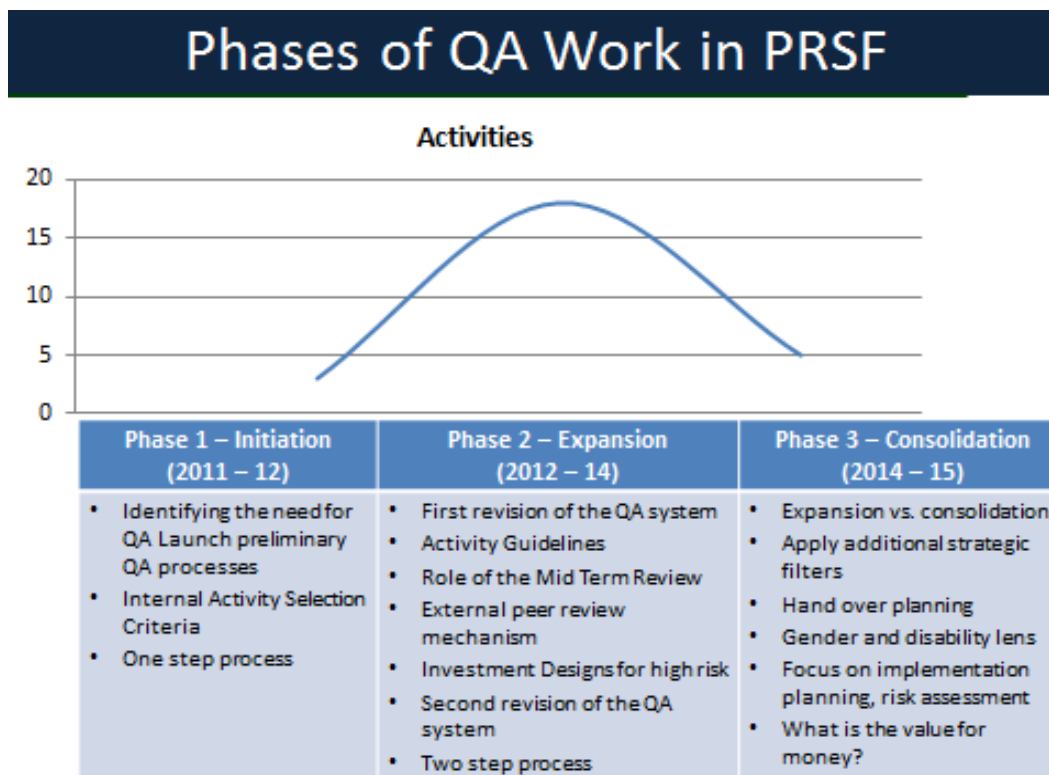 Phases of QA Work in PRSF
Activities
20
15
10
5
0
Phase 1 – Initiation
(2011 – 12)
• Identifying the need for
QA Launch preliminary
QA processes
• Internal Activity Selection
Criteria
• One step process
Phase 2 – Expansion
(2012 – 14)
• First revision of the QA system
• Activity Guidelines
• Role of the Mid Term Review
• External peer review
mechanism
• Investment Designs for high risk
• Second revision of the QA
system
• Two step process
Phase 3 – Consolidation
(2014 – 15)
• Expansion vs. consolidation
• Apply additional strategic
filters
• Hand over planning
• Gender and disability lens
• Focus on implementation
planning, risk assessment
• What is the value for
money?